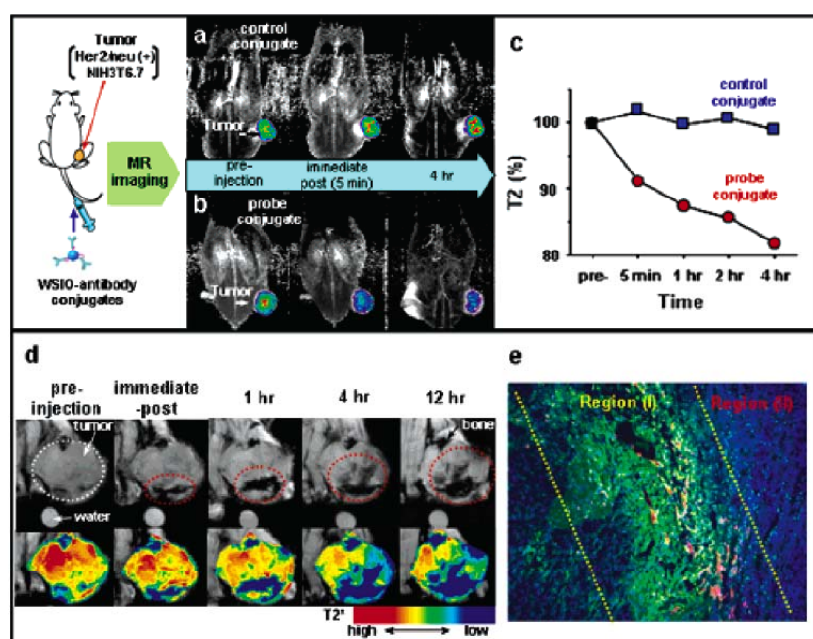 Tumor
Her2/neu (+)
NIH3T6.7
MR
imaging
WSIO-antibody
conjugates
a
control
conjugate
Tumor
pre-
injection
immediate
post (5 min)
4 hr
b
probe
conjugate
Tumor
c
control
conjugate
probe
conjugate
T2 (%)
100
90
80
pre-
5 min
1 hr
2 hr
4 hr
Time
d
pre-
injection
immediate
-post
1 hr
4 hr
12 hr
tumor
bone
water
T2'
high
low
e
Region (I)
Region (II)